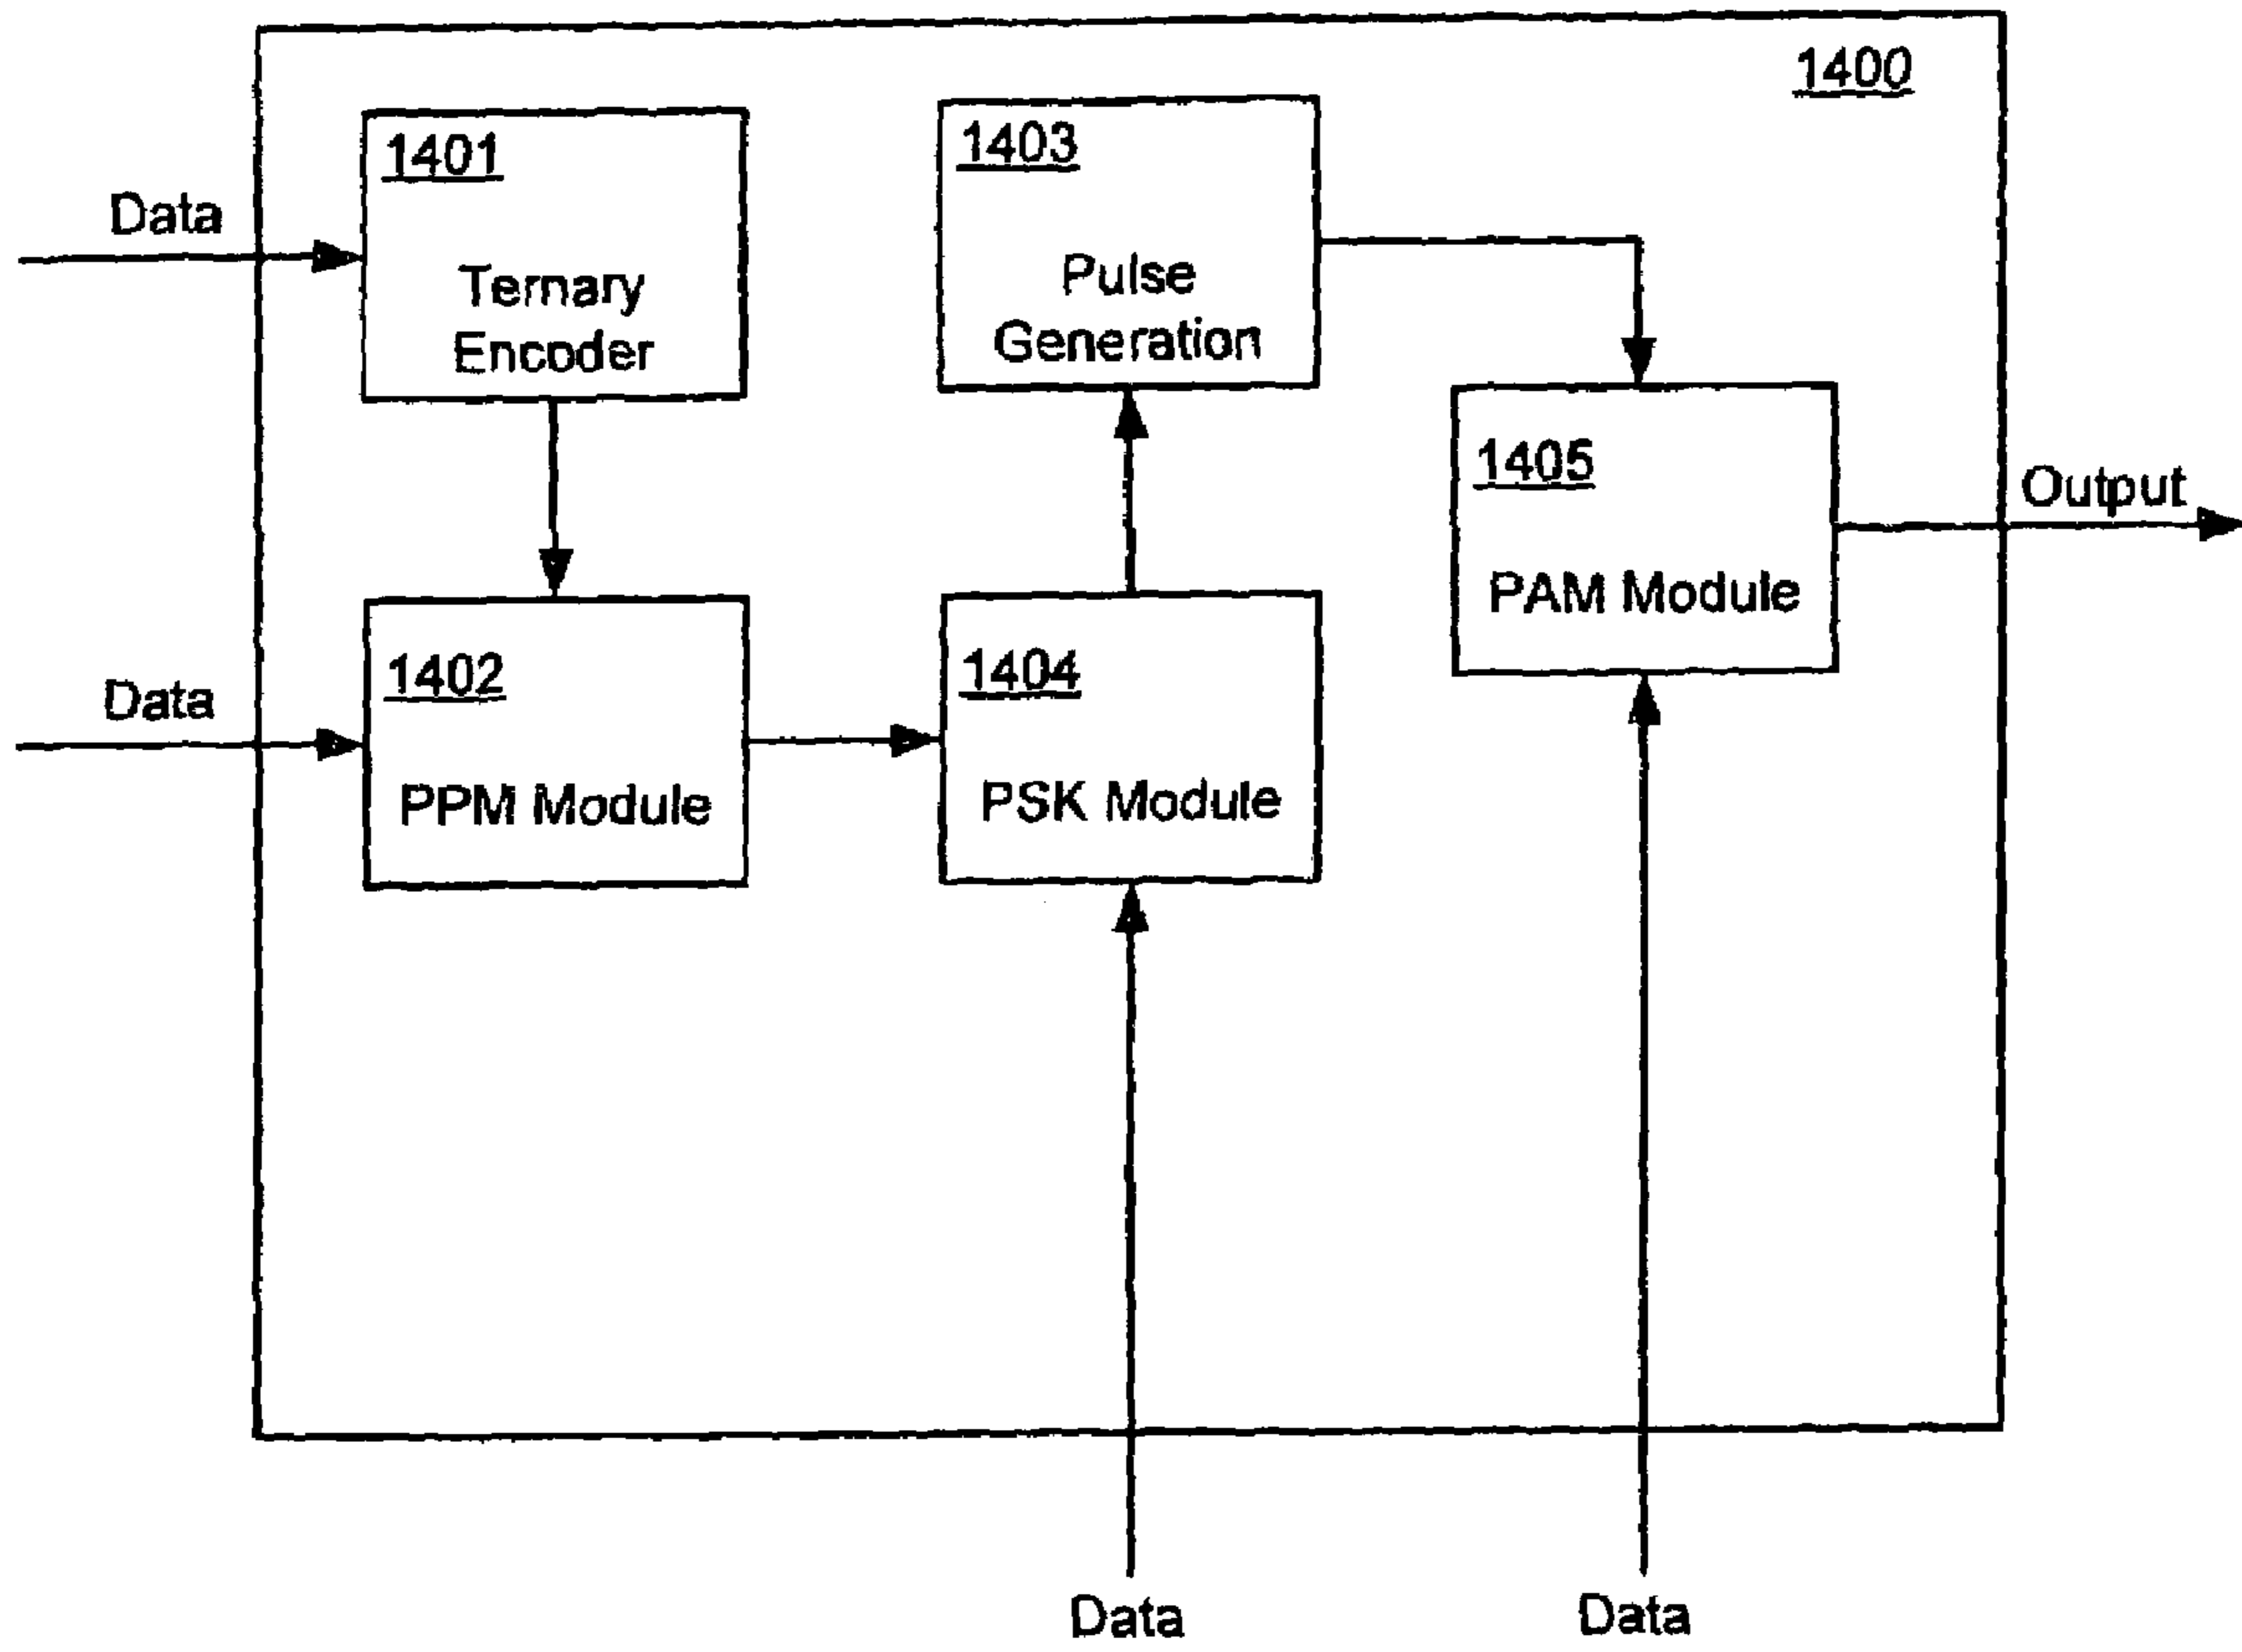 1400
1401
Ternary
Encoder
1403
Pulse
Generation
Data
1405
PAM Module
Output
1402
PPM Module
1404
PSK Module
Data
Data
Data